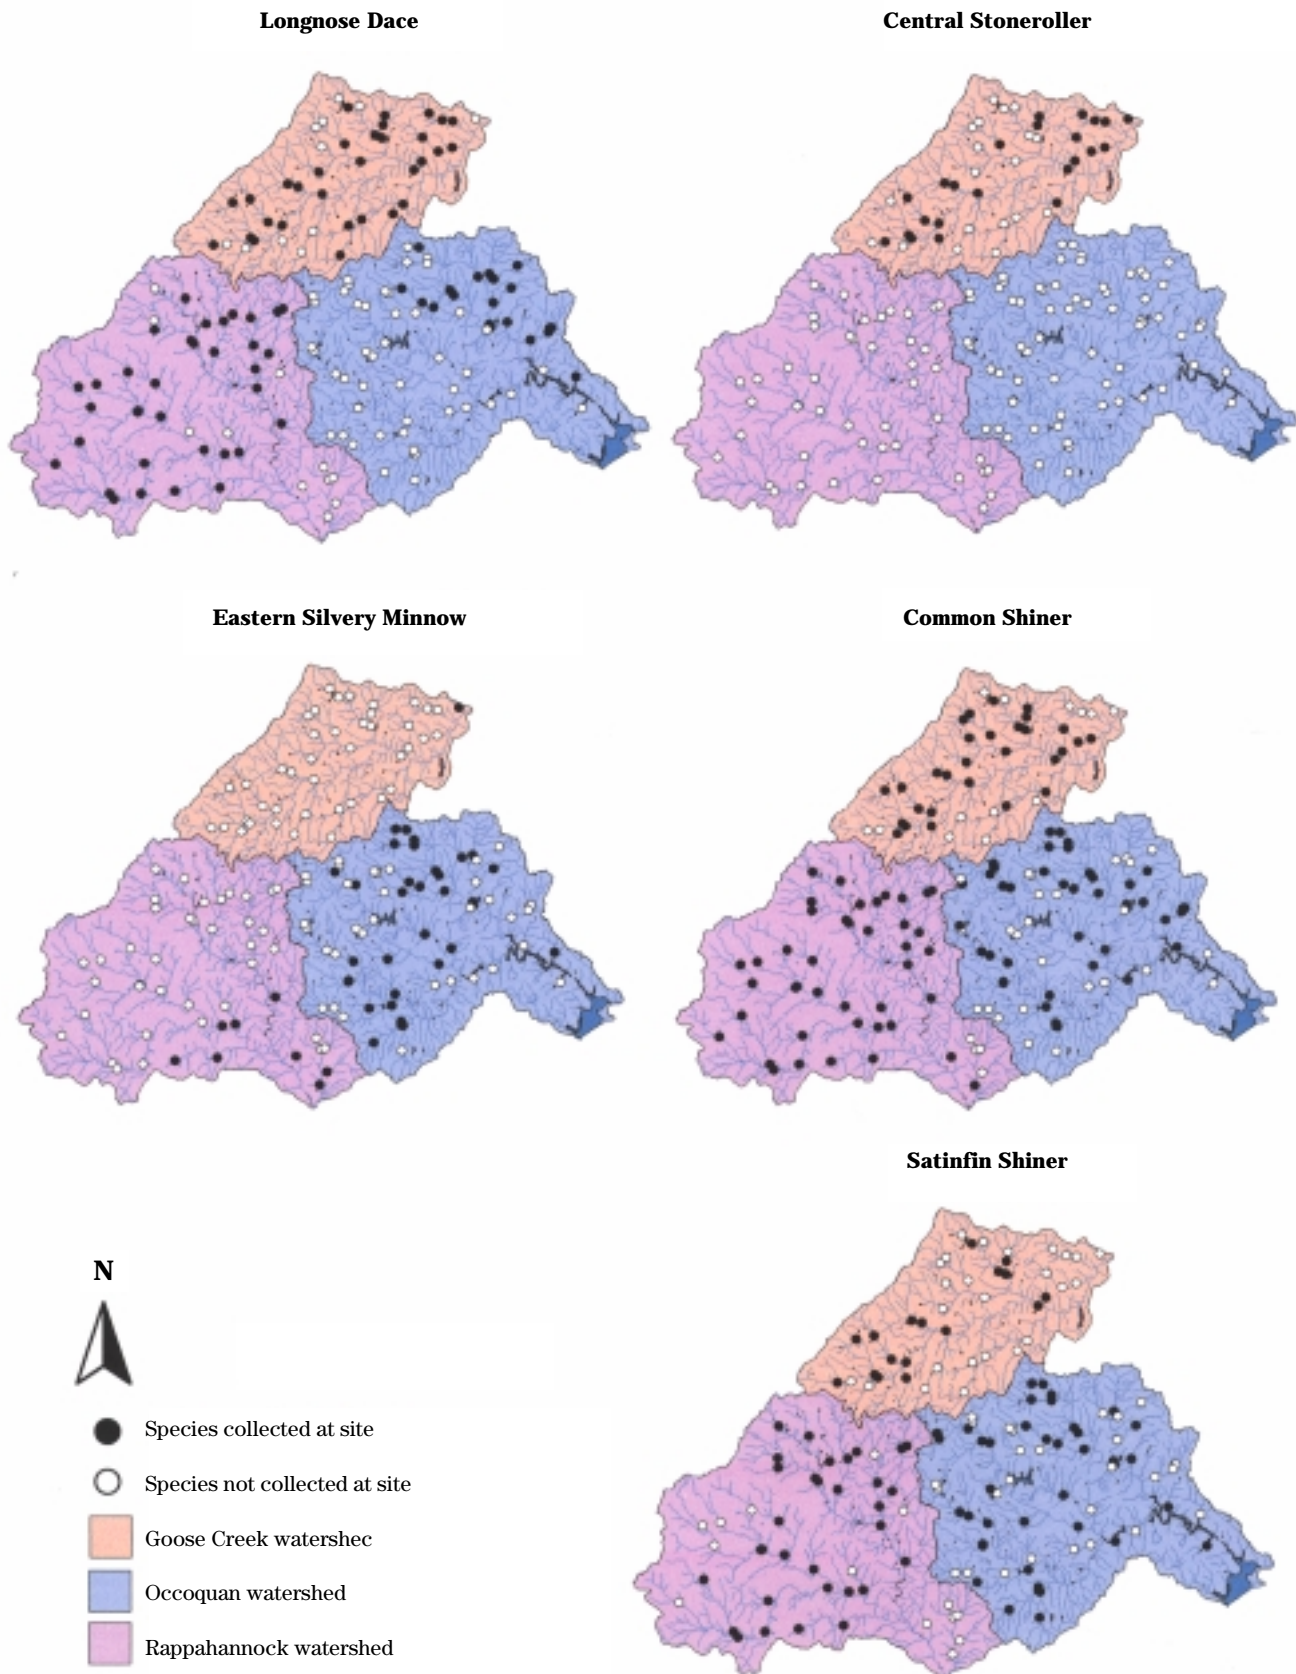 Longnose Dace
Central Stoneroller
Eastern Silvery Minnow
Common Shiner
Satinfin Shiner
N
Species collected at site
Species not collected at site
Goose Creek watershec
Occoquan watershed
Rappahannock watershed